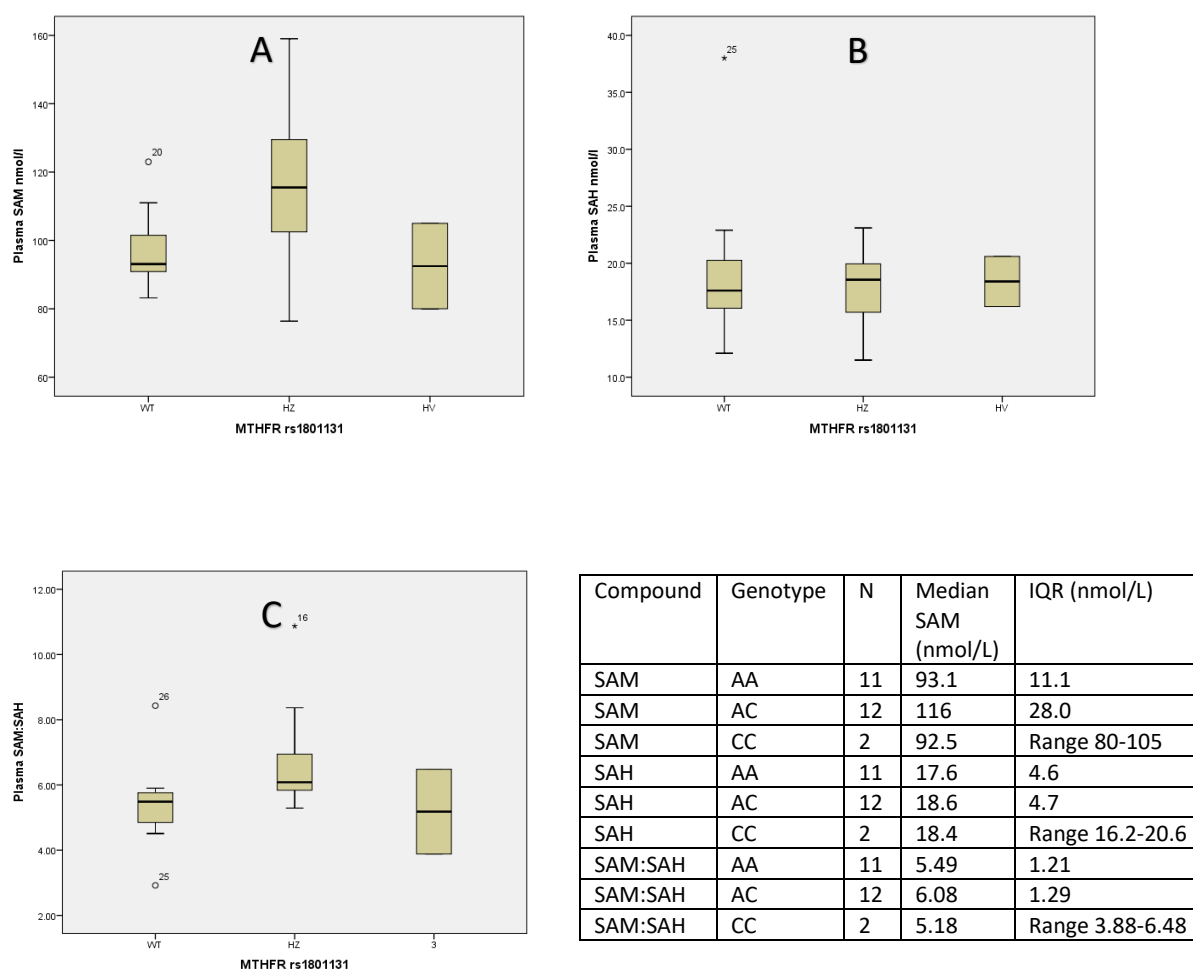 A
Plasma SAM nmol/l
160
140
120
100
80
60
20
WT HZ HV
MTHFR rs1801131
B
Plasma SAH nmol/l
40.0
35.0
30.0
25.0
20.0
15.0
10.0
*25
WT HZ HV
MTHFR rs1801131
C
Plasma SAM:SAH
12.00
10.00
8.00
6.00
4.00
2.00
26
25
*16
WT HZ 3
MTHFR rs1801131
Compound Genotype N Median IQR (nmol/L)
SAM
(nmol/L)
SAM AA 11 93.1 11.1
SAM AC 12 116 28.0
SAM CC 2 92.5 Range 80-105
SAH AA 11 17.6 4.6
SAH AC 12 18.6 4.7
SAH CC 2 18.4 Range 16.2-20.6
SAM:SAH AA 11 5.49 1.21
SAM:SAH AC 12 6.08 1.29
SAM:SAH CC 2 5.18 Range 3.88-6.48